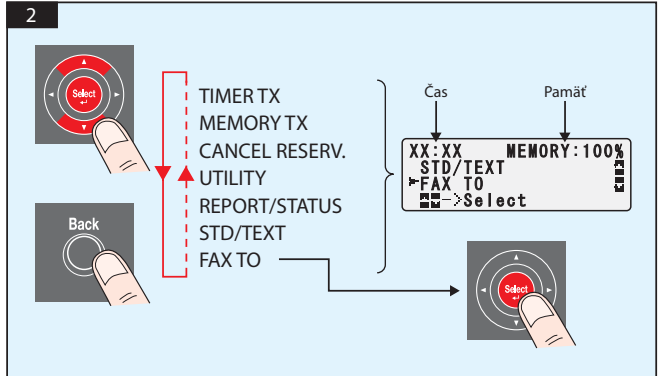 2
Select
Back
TIMER TX
MEMORY TX
CANCEL RESERV.
UTILITY
REPORT/STATUS
STD/TEXT
FAX TO
Čas
Pamäť
XX:XX MEMORY:100%
STD/TEXT
FAX TO
->Select
Select